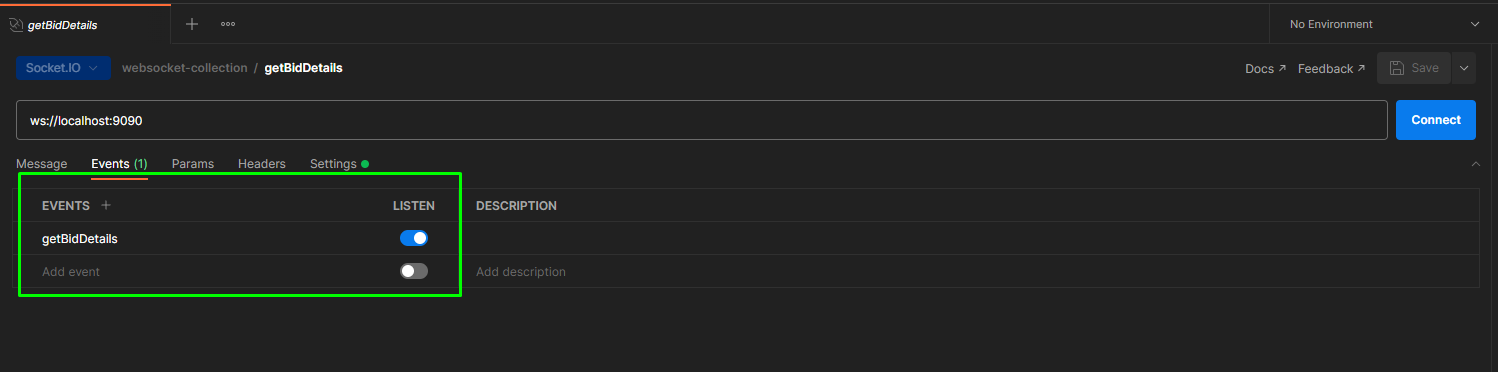 getBidDetails
No Environment
Socket.IO websocket-collection / getBidDetails
Docs ↗ Feedback ↗ Save
ws://localhost:9090 Connect
Message Events (1) Params Headers Settings
EVENTS + LISTEN DESCRIPTION
getBidDetails
Add event Add description